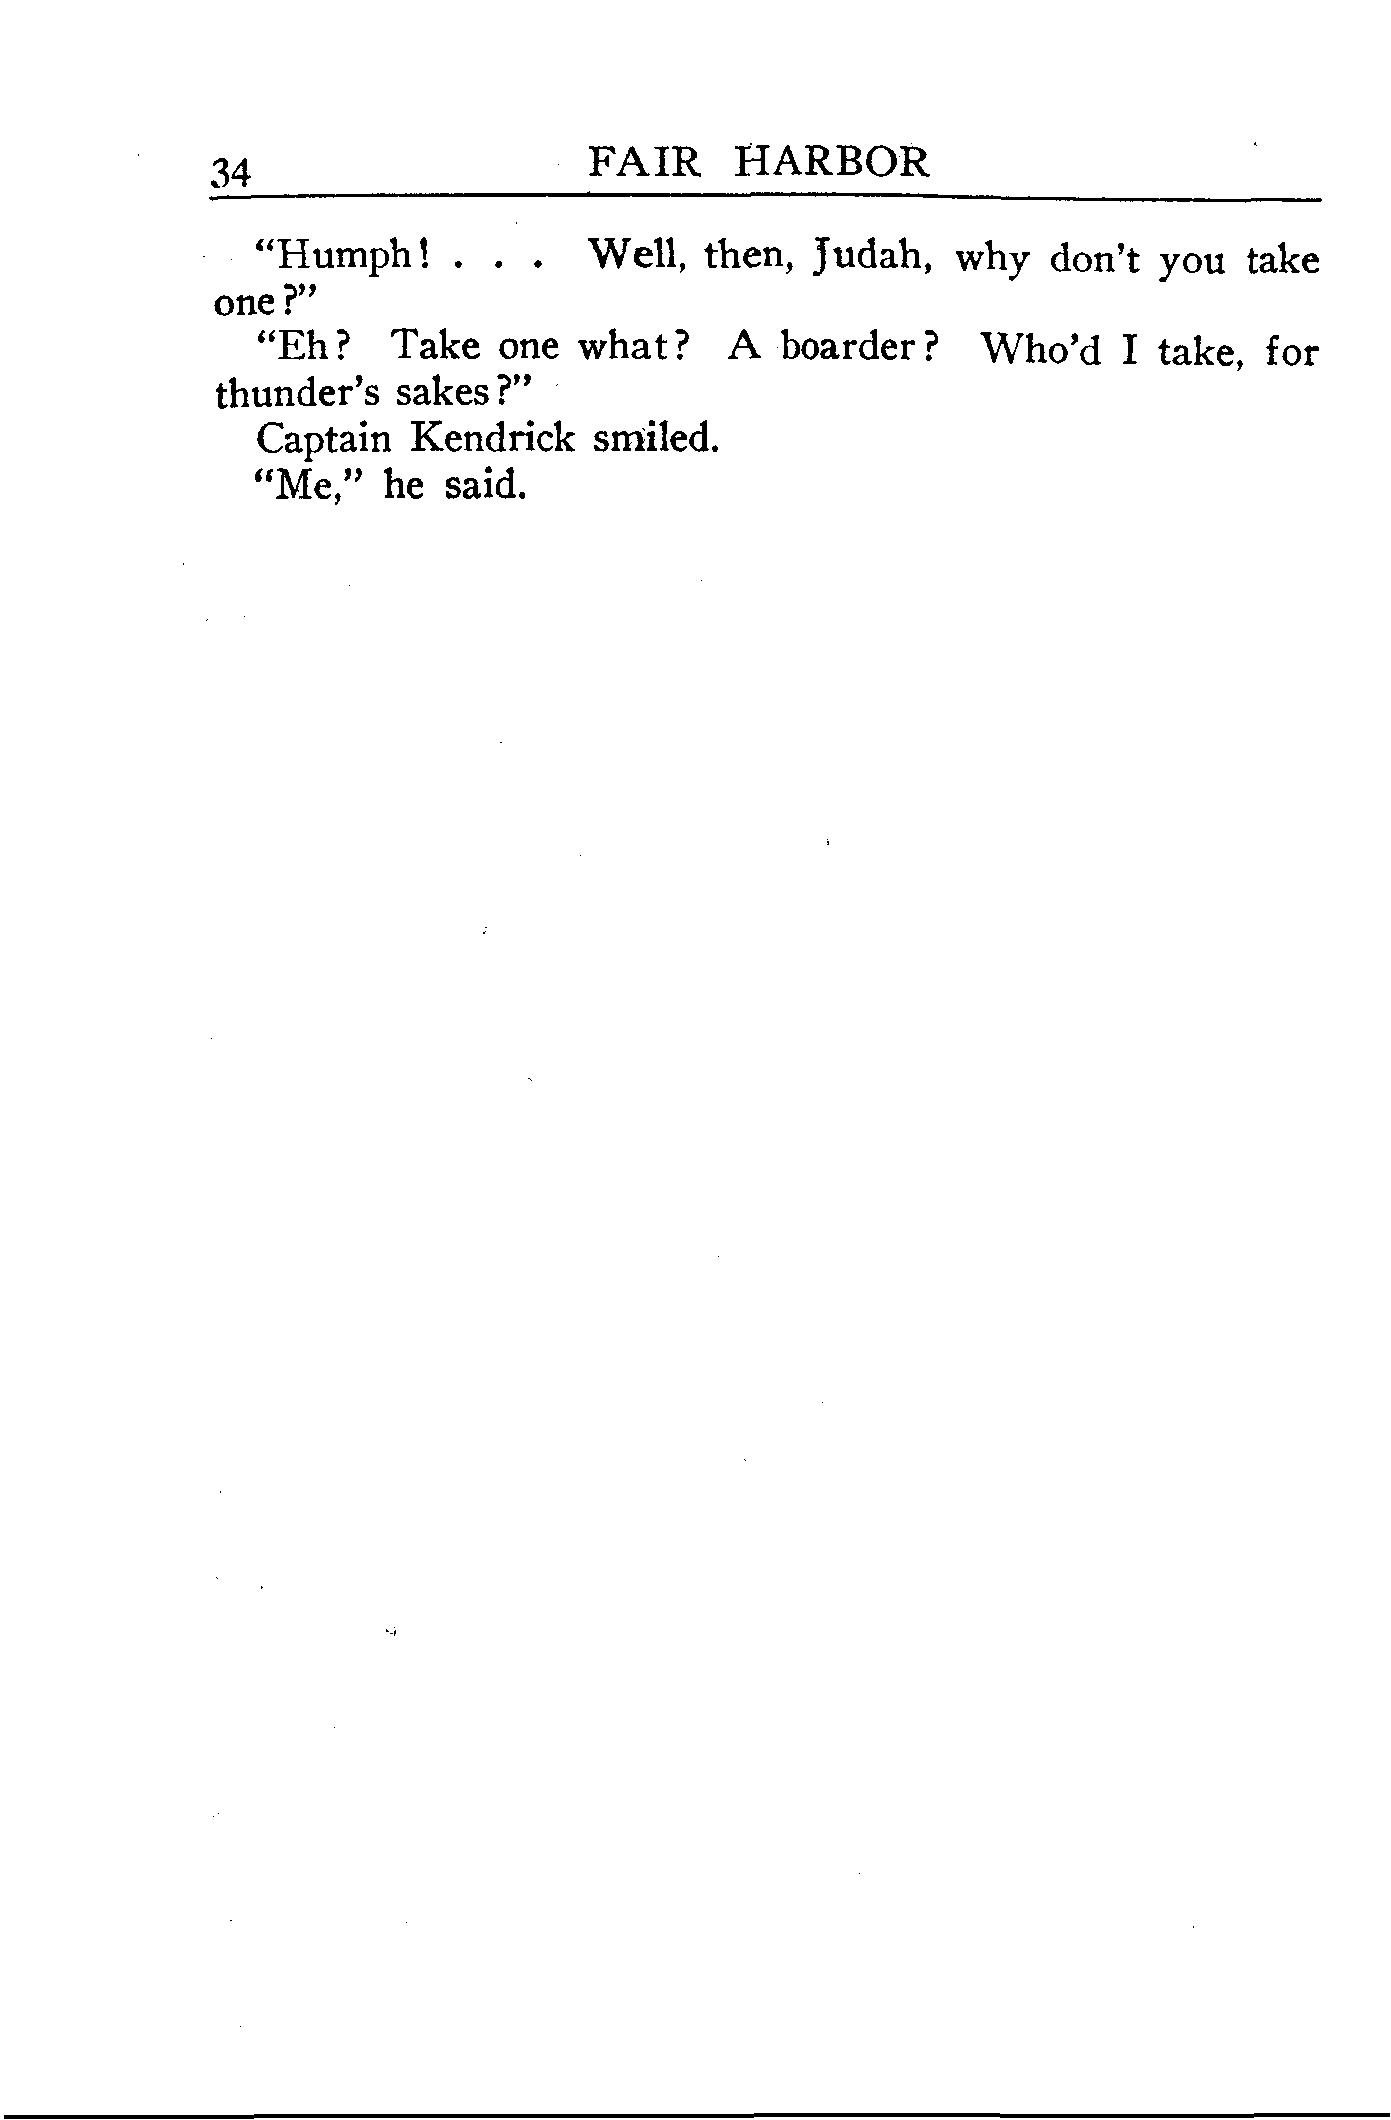 34 FAIR HARBOR
“Humph! . . . Well, then, Judah, why don’t you take
one?”
“Eh? Take one what? A boarder? Who’d I take, for
thunder’s sakes?”
Captain Kendrick smiled.
“Me,” he said.